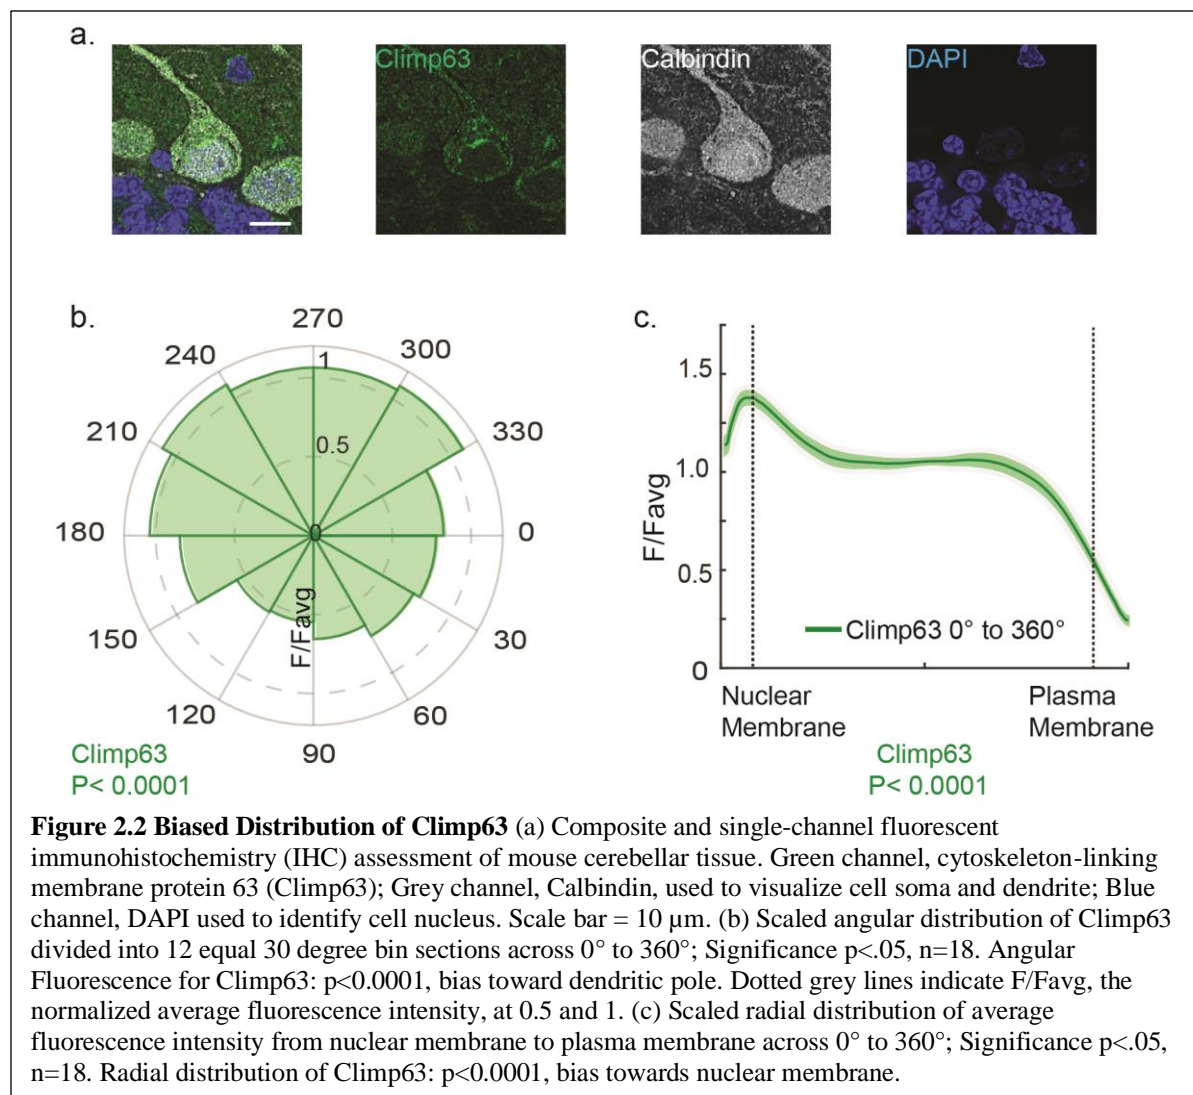 a.
Climp63
Calbindin
DAPI
b.
270
240
300
1
210
330
0.5
180
0
0
150
30
F/Favg
120
60
90
Climp63
P< 0.0001
c.
1.5
1.0
F/Favg
0.5
Climp63 0° to 360°
0
Nuclear
Membrane
Plasma
Membrane
Climp63
P< 0.0001
Figure 2.2 Biased Distribution of Climp63 (a) Composite and single-channel fluorescent
immunohistochemistry (IHC) assessment of mouse cerebellar tissue. Green channel, cytoskeleton-linking
membrane protein 63 (Climp63); Grey channel, Calbindin, used to visualize cell soma and dendrite; Blue
channel, DAPI used to identify cell nucleus. Scale bar = 10 µm. (b) Scaled angular distribution of Climp63
divided into 12 equal 30 degree bin sections across 0° to 360°; Significance p<.05, n=18. Angular
Fluorescence for Climp63: p<0.0001, bias toward dendritic pole. Dotted grey lines indicate F/Favg, the
normalized average fluorescence intensity, at 0.5 and 1. (c) Scaled radial distribution of average
fluorescence intensity from nuclear membrane to plasma membrane across 0° to 360°; Significance p<.05,
n=18. Radial distribution of Climp63: p<0.0001, bias towards nuclear membrane.